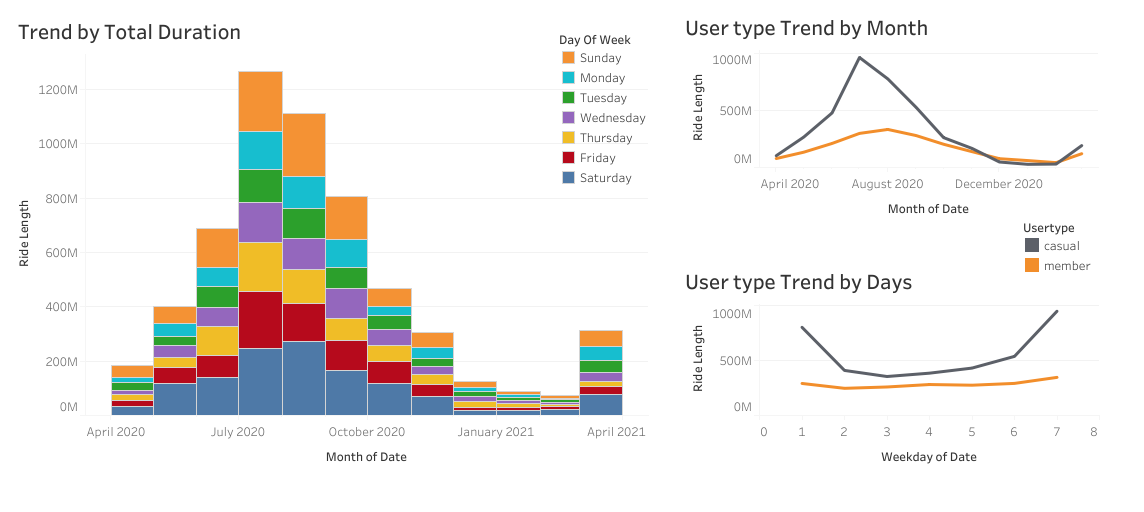 Trend by Total Duration
Day Of Week
Sunday
Monday
Tuesday
Wednesday
Thursday
Friday
Saturday
1200M
1000M
800M
600M
400M
200M
0M
Ride Length
April 2020 July 2020 October 2020 January 2021 April 2021
Month of Date
User type Trend by Month
1000M
500M
0M
Ride Length
April 2020 August 2020 December 2020
Month of Date
Usertype
casual
member
User type Trend by Days
1000M
500M
0M
Ride Length
0 1 2 3 4 5 6 7 8
Weekday of Date